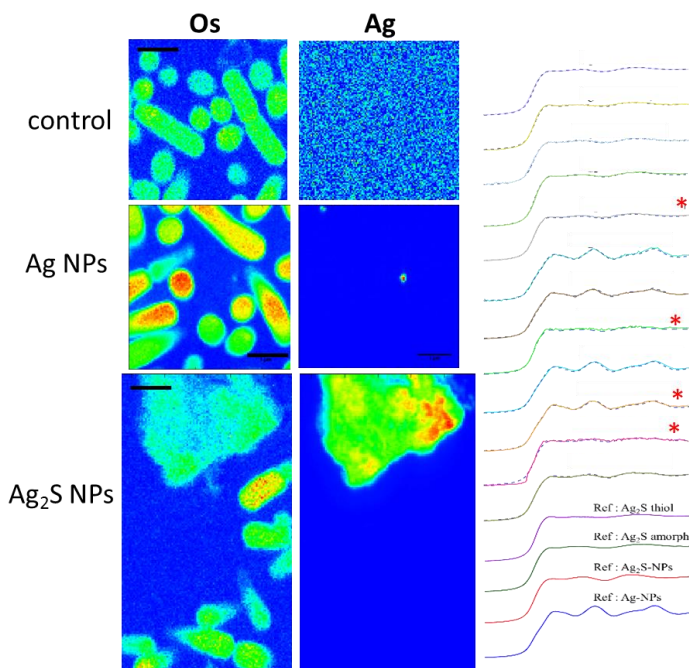 Os
Ag
control
Ag NPs
Ag₂S NPs
*
*
*
*
Ref : Ag₂S thiol
Ref : Ag₂S amorph
Ref : Ag₂S-NPs
Ref : Ag-NPs